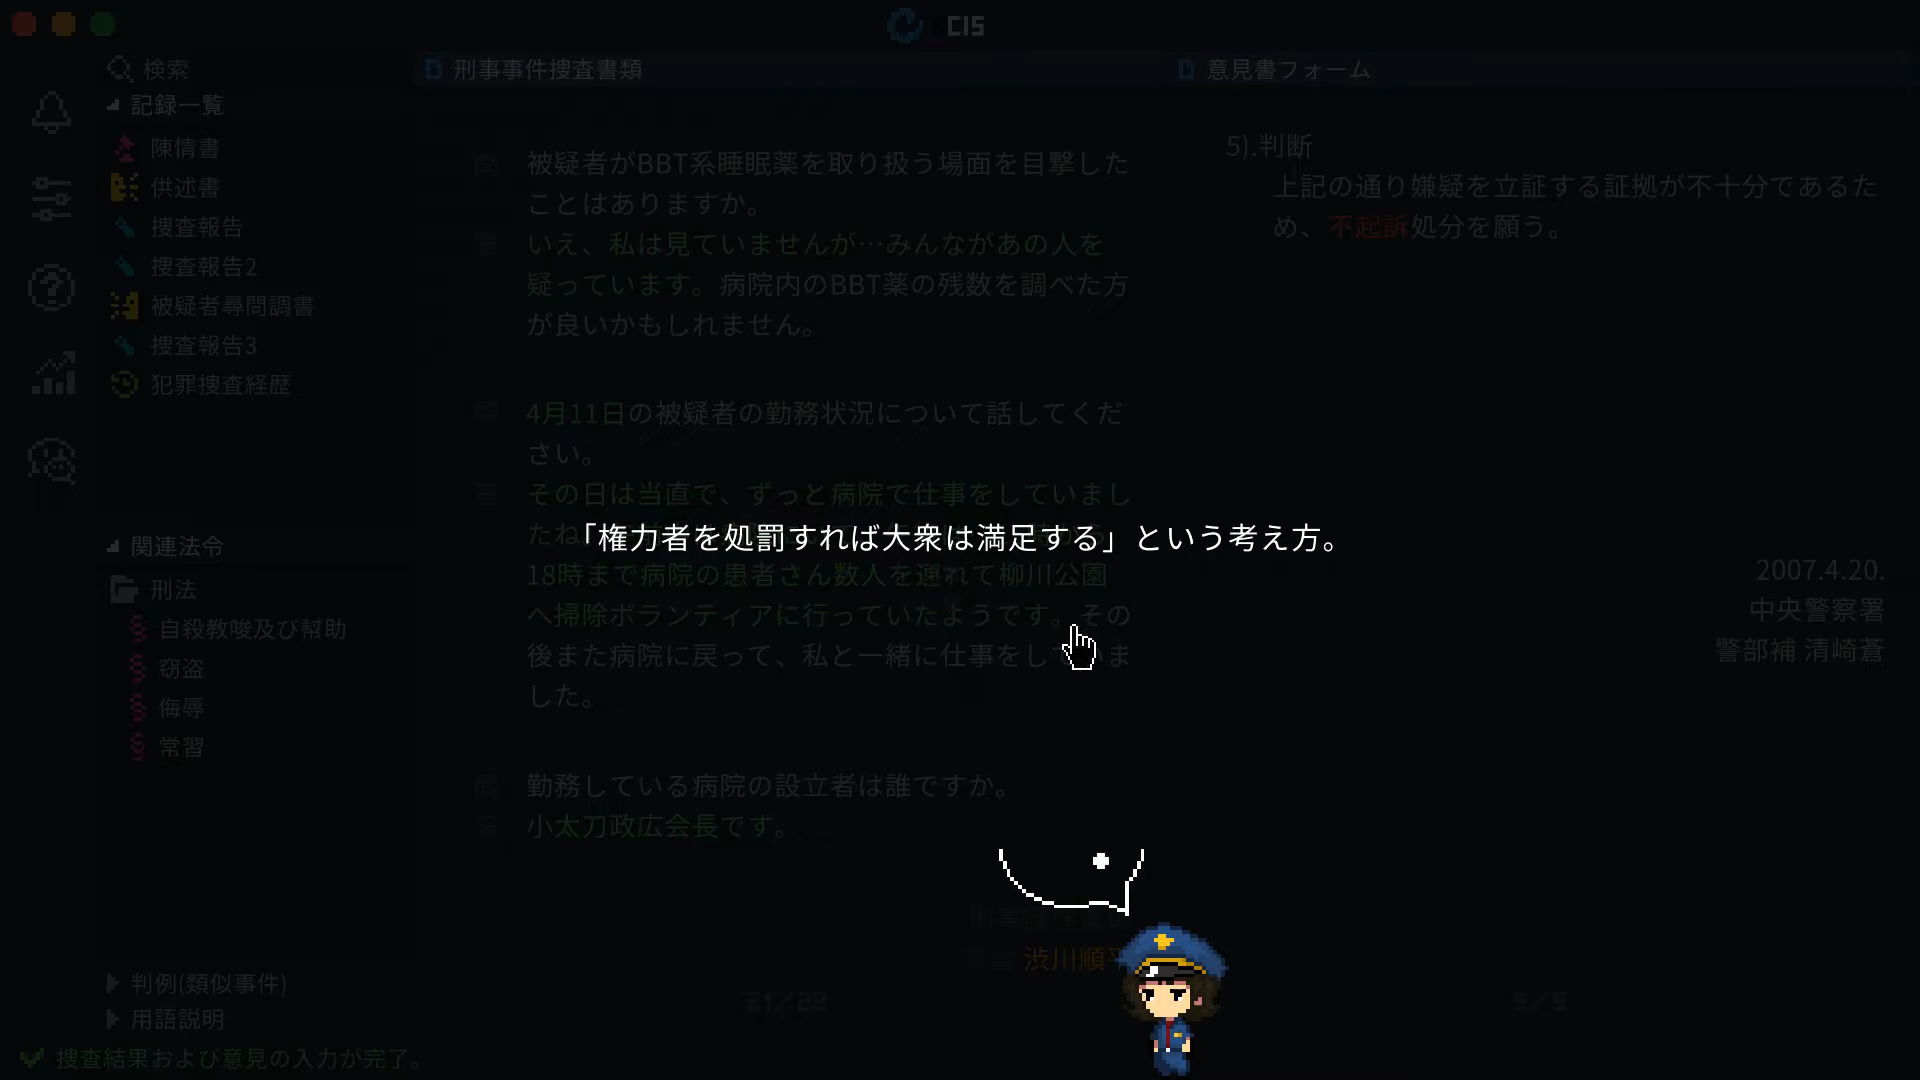 CIS
検索
記録一覧
陳情書
供述書
捜査報告
捜査報告2
被疑者尋問調書
捜査報告3
犯罪捜査経歴
関連法令
刑法
自殺教唆及び幇助
窃盗
侮辱
常習
判例(類似事件)
用語説明
捜査結果および意見の入力が完了。
刑事事件捜査書類
被疑者がBBT系睡眠薬を取り扱う場面を目撃した
ことはありますか。
いえ、私は見ていませんが…みんながあの人を
疑っています。病院内のBBT薬の残数を調べた方
が良いかもしれません。
4月11日の被疑者の勤務状況について話してくだ
さい。
その日は当直で、ずっと病院で仕事をしていまし
たね
「権力者を処罰すれば大衆は満足する」という考え方。
18時まで病院の患者さん数人を連れて柳川公園
へ掃除ボランティアに行っていたようです。その
後また病院に戻って、私と一緒に仕事をしていま
した。
勤務している病院の設立者は誰ですか。
小太刀政広会長です。
渋川順平
21/22
意見書フォーム
5).判断
上記の通り嫌疑を立証する証拠が不十分であるた
め、不起訴処分を願う。
2007.4.20.
中央警察署
警部補 清崎蒼
5/5